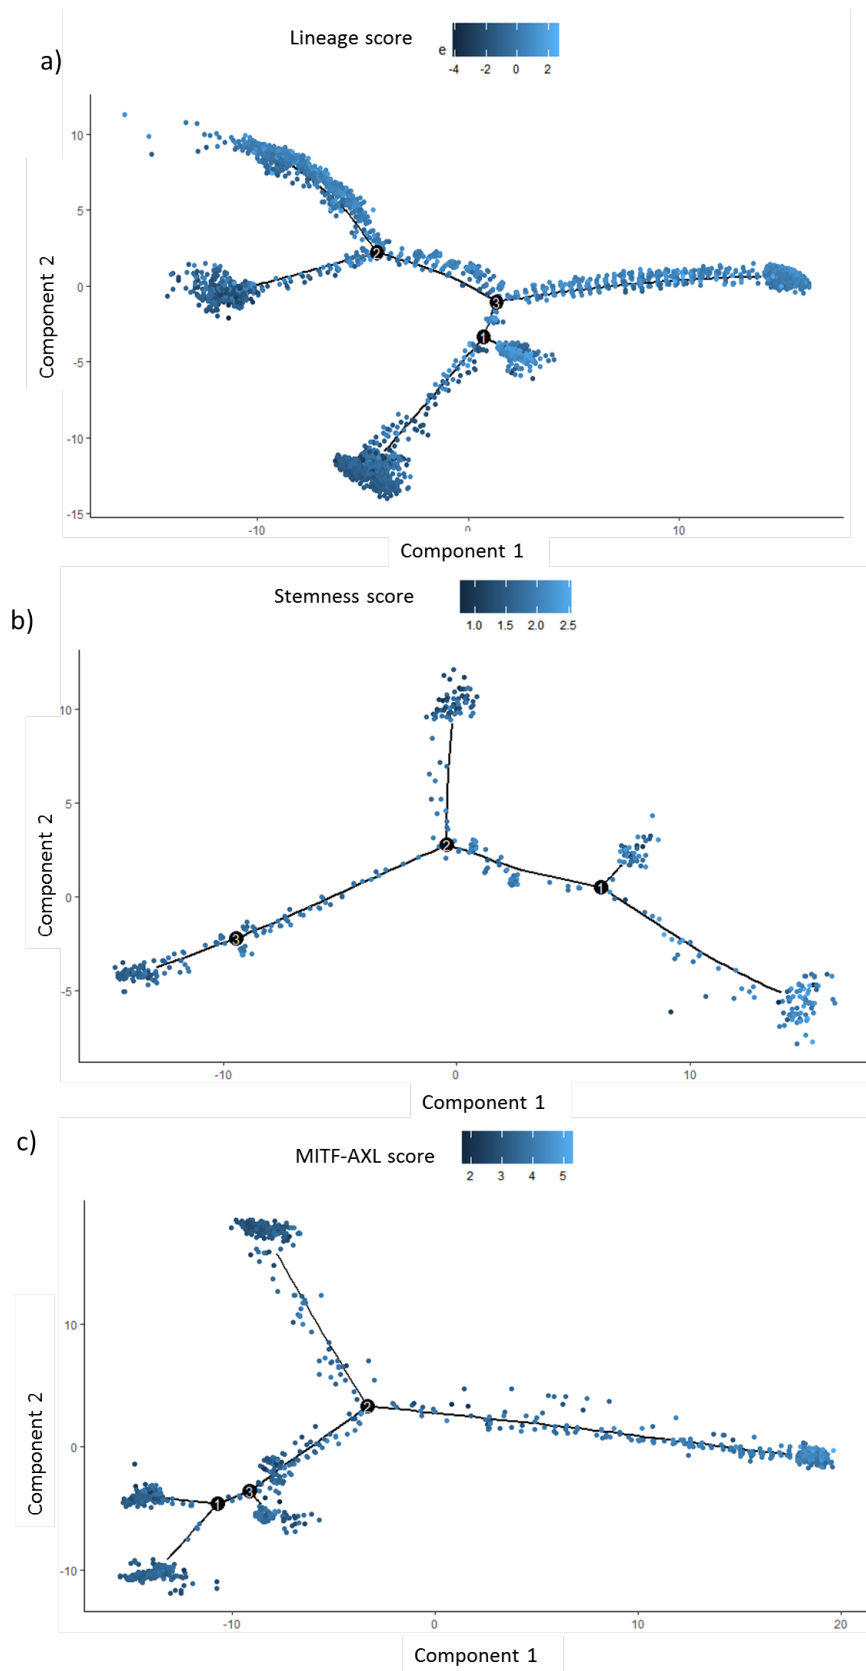 Lineage score
e
-4 -2 0 2
a)
10
5
0
-5
-10
-15
Component 2
2
3
1
-10 0 10
Component 1
Stemness score
1.0 1.5 2.0 2.5
b)
10
5
0
-5
Component 2
2
1
3
-10 0 10
Component 1
c)
MITF-AXL score
2 3 4 5
10
0
-10
Component 2
2
3
1
-10 0 10 20
Component 1